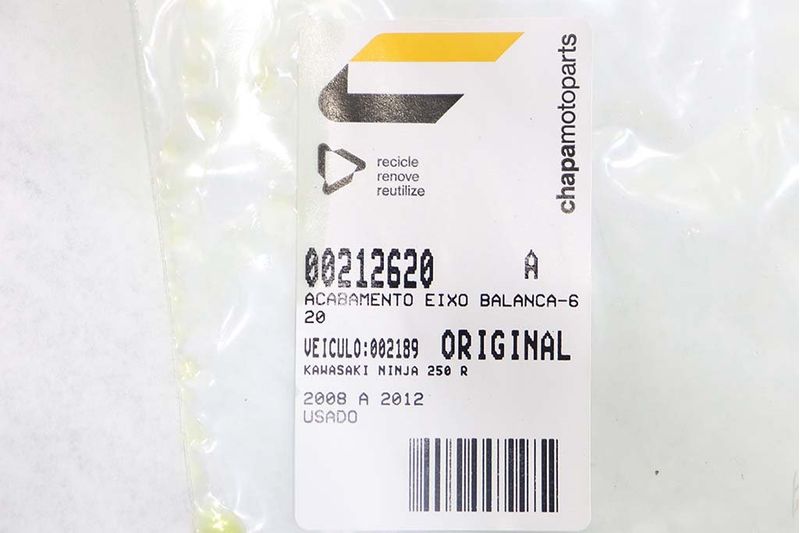 chapamotoparts
recicle
renove
reutilize
00212620 A
ACABAMENTO EIXO BALANCA-6
20
VEICULO:002189 ORIGINAL
KAWASAKI NINJA 250 R
2008 A 2012
USADO